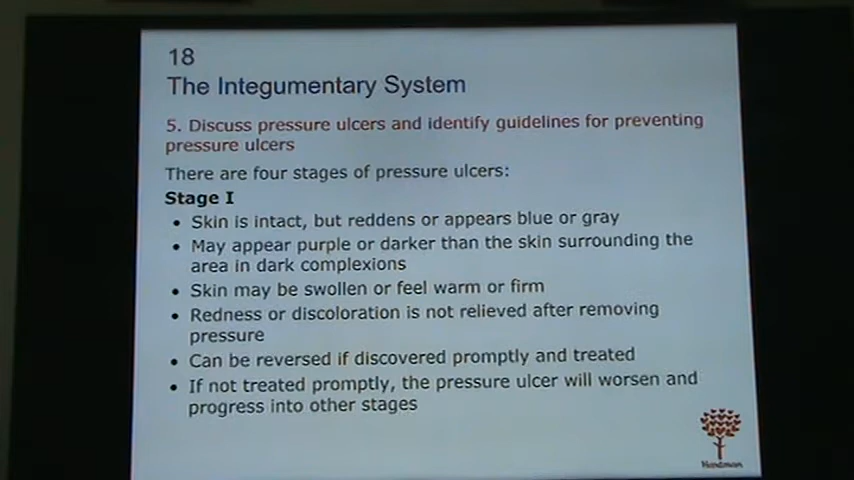 18
The Integumentary System
5. Discuss pressure ulcers and identify guidelines for preventing
pressure ulcers
There are four stages of pressure ulcers:
Stage I
• Skin is intact, but reddens or appears blue or gray
• May appear purple or darker than the skin surrounding the
area in dark complexions
• Skin may be swollen or feel warm or firm
• Redness or discoloration is not relieved after removing
pressure
• Can be reversed if discovered promptly and treated
• If not treated promptly, the pressure ulcer will worsen and
progress into other stages
Hartman